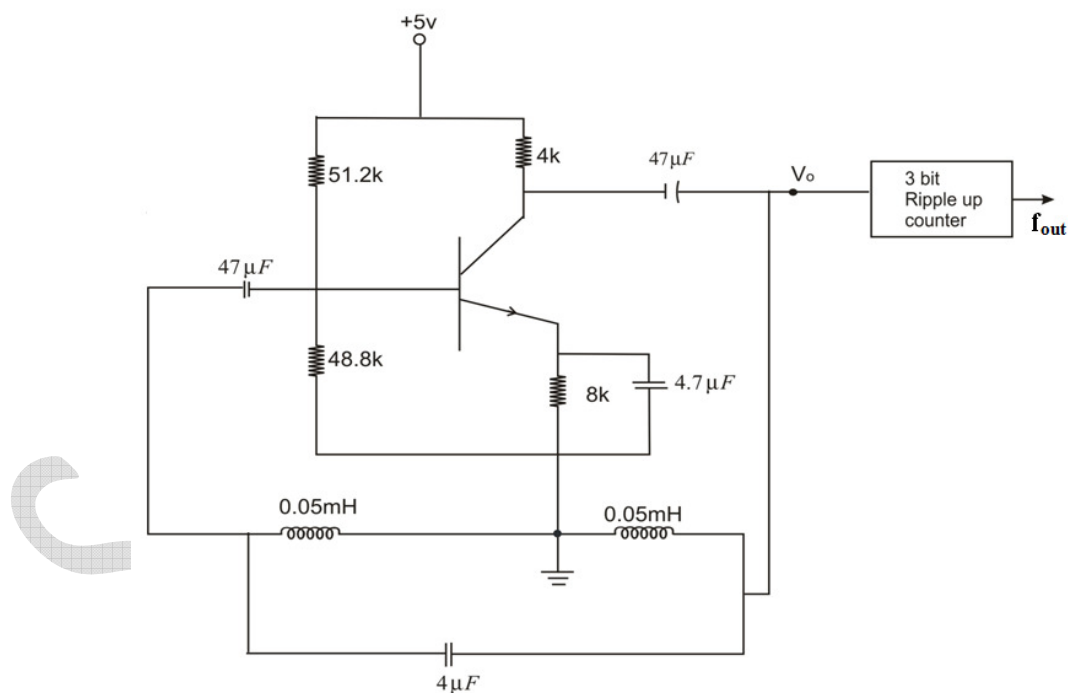 +5v
51.2k
4k
47μF
Vo
3 bit
Ripple up
counter
fout
47μF
48.8k
8k
4.7μF
0.05mH
0.05mH
4μF